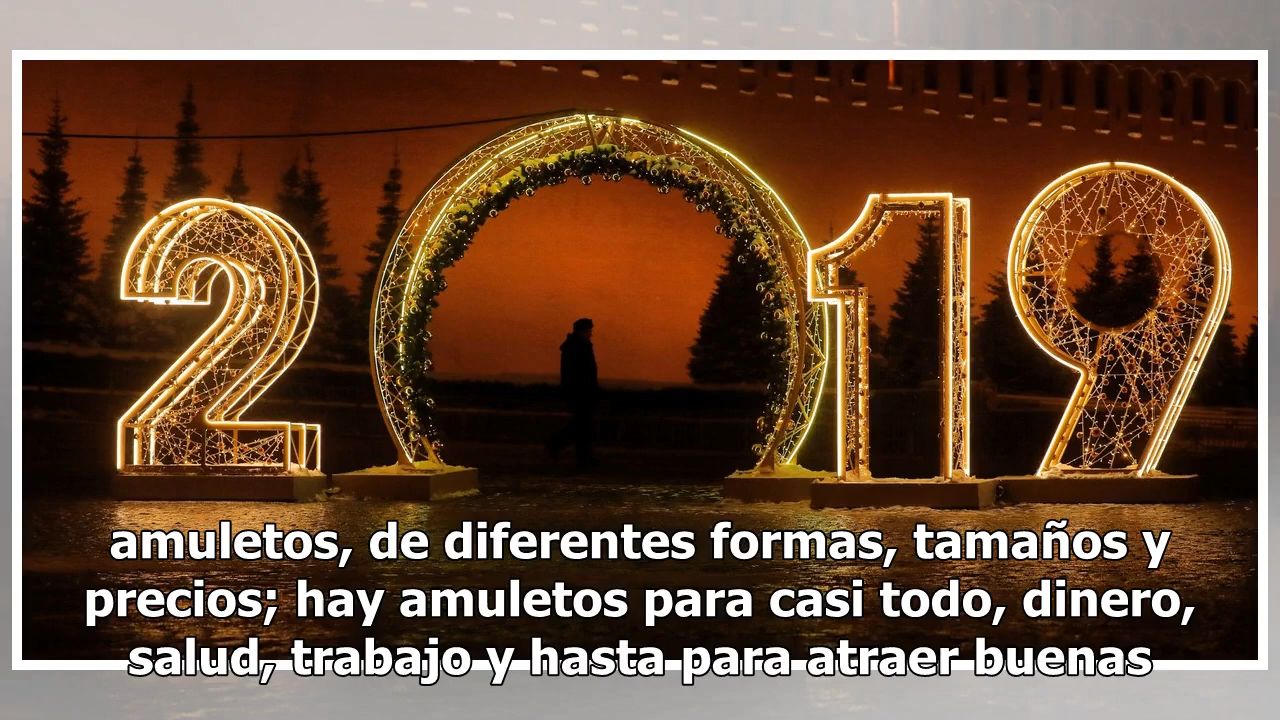 2019
amuletos, de diferentes formas, tamaños y
precios; hay amuletos para casi todo, dinero,
salud, trabajo y hasta para atraer buenas